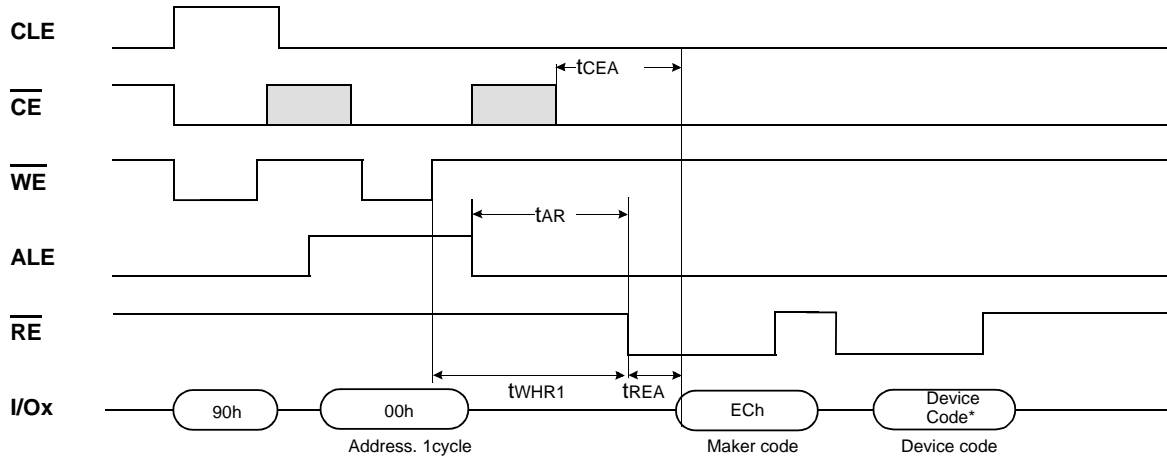 CLE
tCEA
CE
WE
tAR
ALE
RE
tWHR1 tREA
I/Ox 90h 00h ECh Device
Code*
Address. 1cycle Maker code Device code